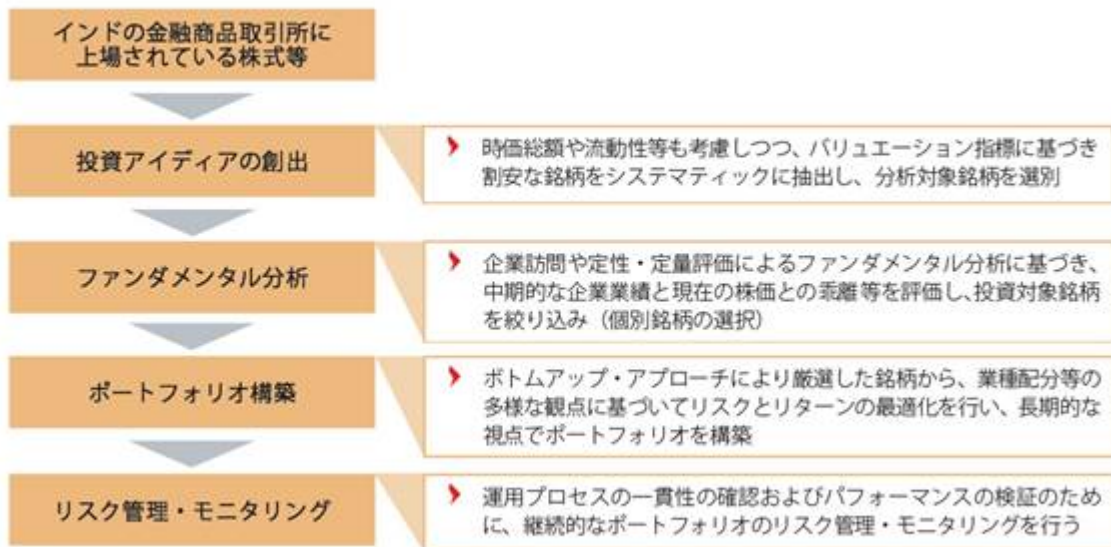 インドの金融商品取引所に
上場されている株式等
投資アイディアの創出
時価総額や流動性等も考慮しつつ、バリュエーション指標に基づき
割安な銘柄をシステマティックに抽出し、分析対象銘柄を選別
ファンダメンタル分析
企業訪問や定性・定量評価によるファンダメンタル分析に基づき、
中期的な企業業績と現在の株価との乖離等を評価し、投資対象銘柄
を絞り込み（個別銘柄の選択）
ポートフォリオ構築
ボトムアップ・アプローチにより厳選した銘柄から、業種配分等の
多様な観点に基づいてリスクとリターンの最適化を行い、長期的な
視点でポートフォリオを構築
リスク管理・モニタリング
運用プロセスの一貫性の確認およびパフォーマンスの検証のため
に、継続的なポートフォリオのリスク管理・モニタリングを行う